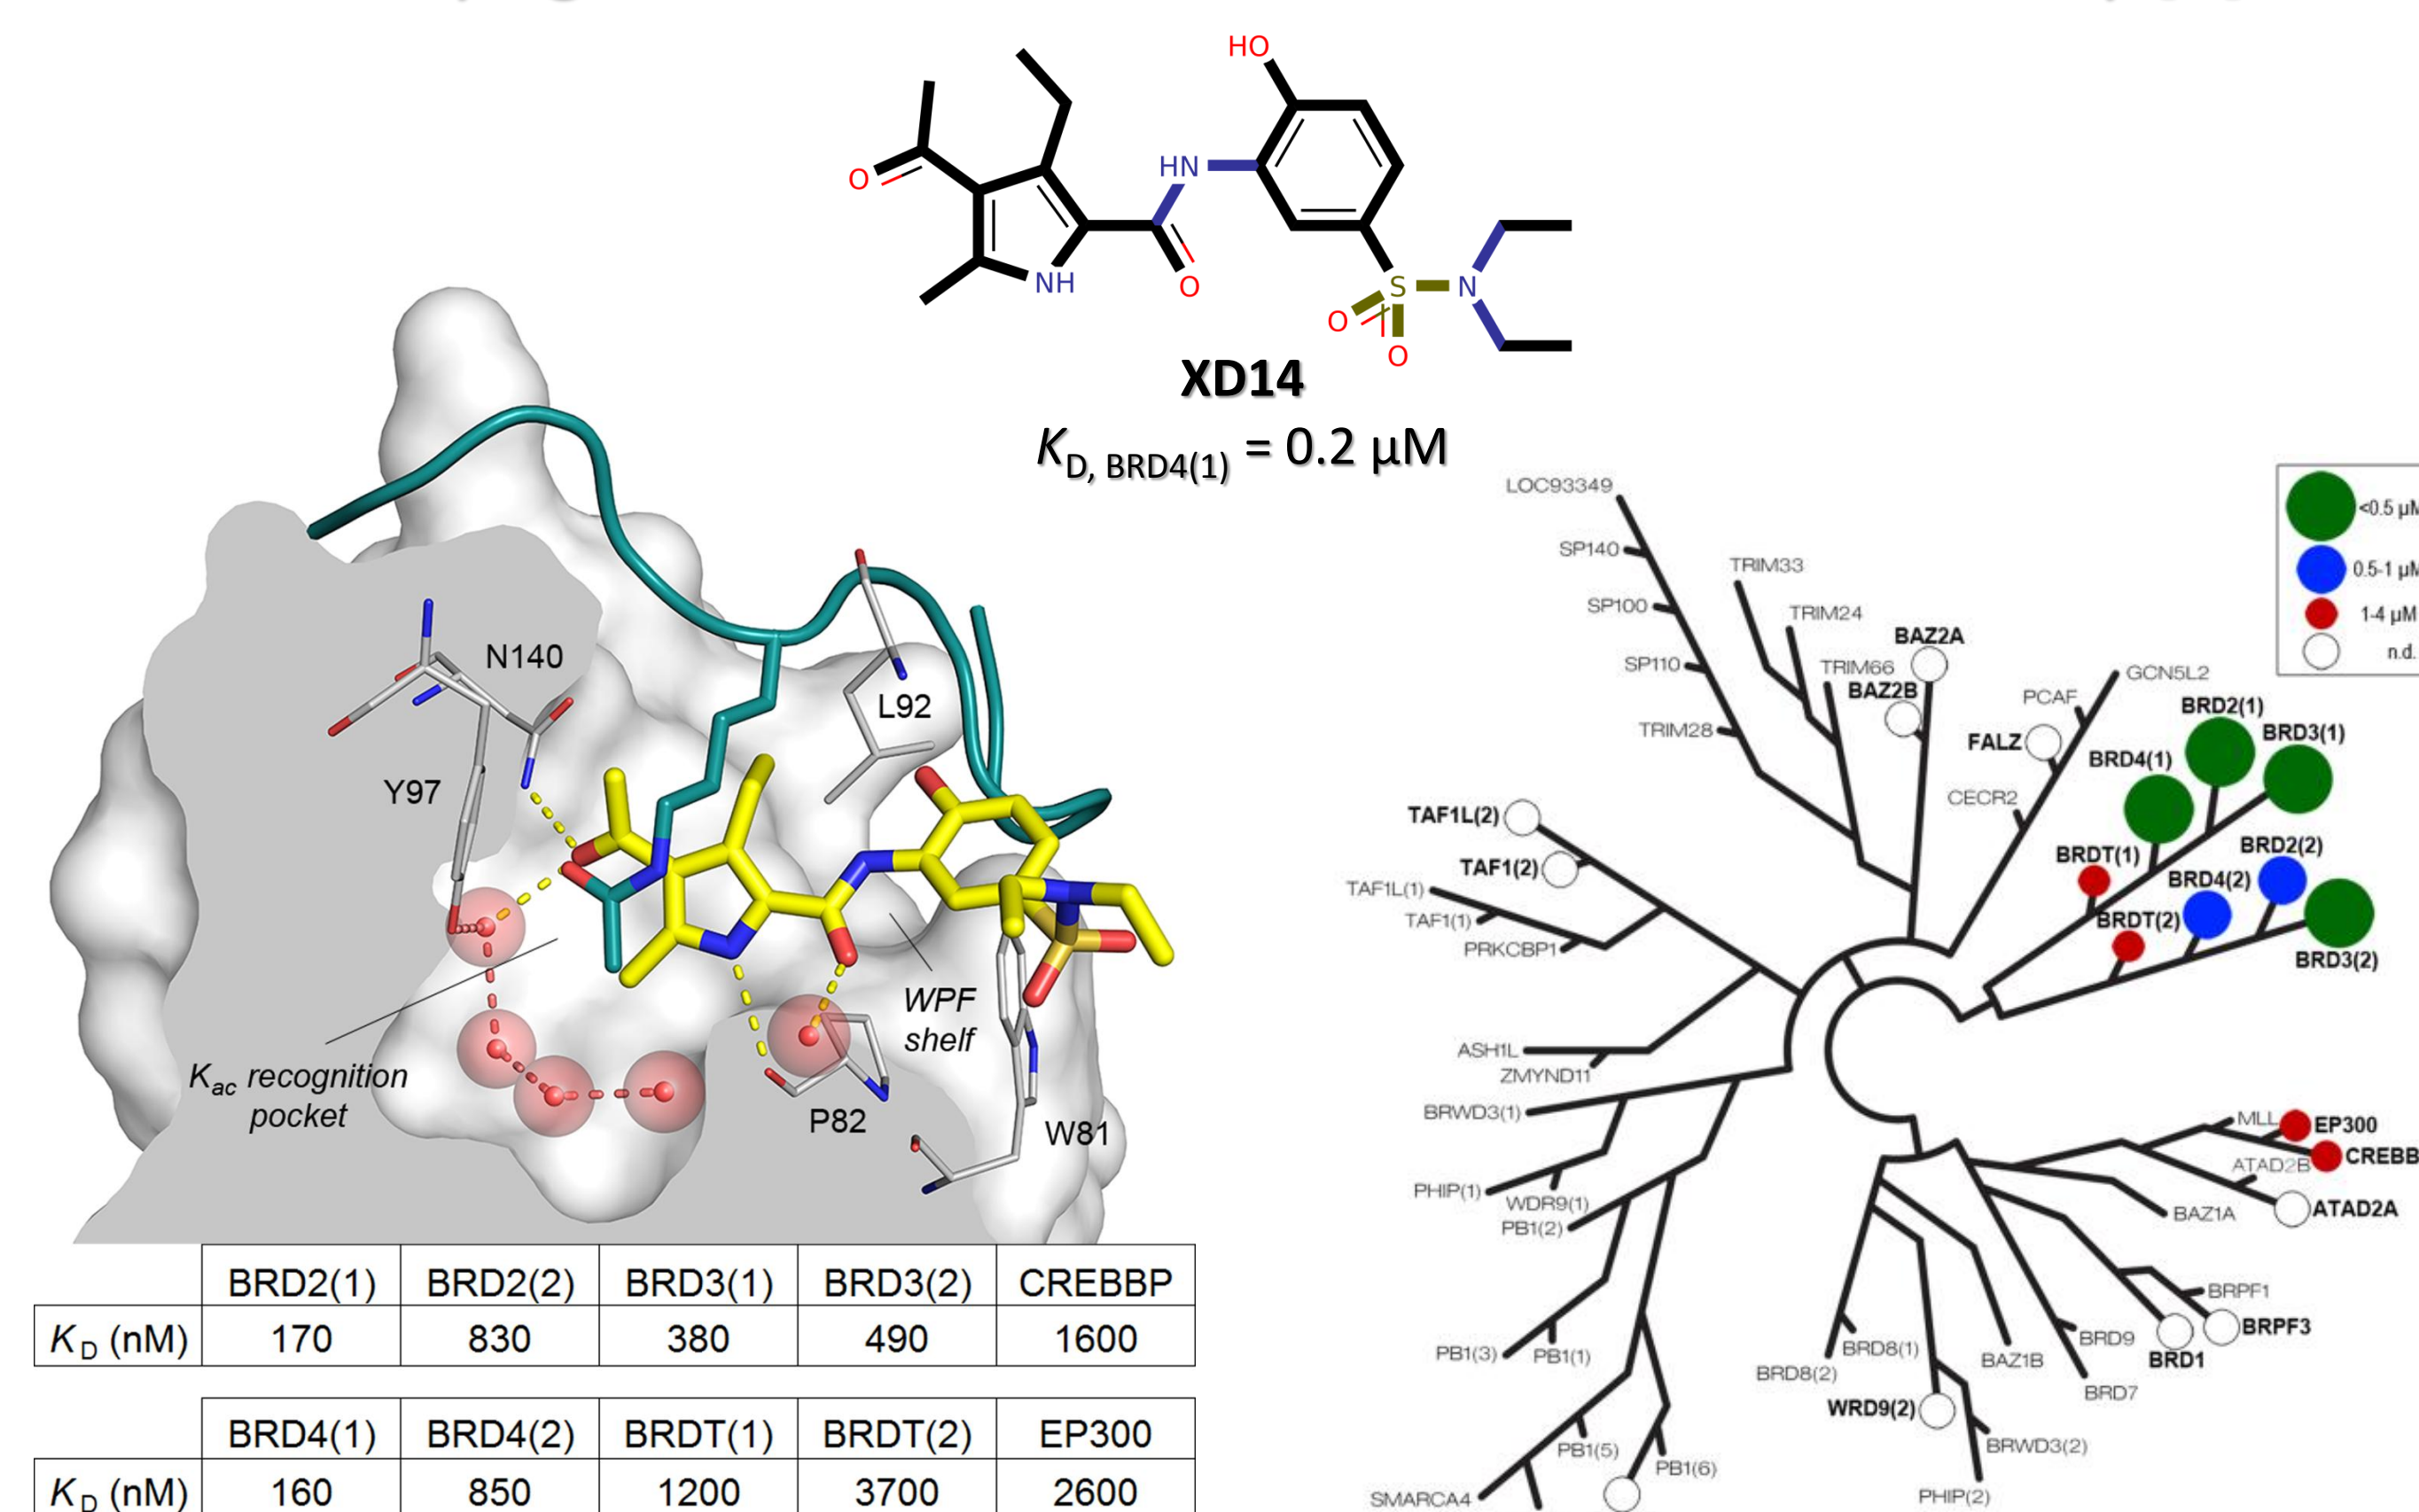 HO
O
HN
NH
O
S
N
O
O
XD14
K D, BRD4(1) = 0.2 μM
N140
Y97
L92
WPF
shelf
Kac recognition
pocket
P82
W81
BRD2(1) BRD2(2) BRD3(1) BRD3(2) CREBBP
KD (nM) 170 830 380 490 1600
BRD4(1) BRD4(2) BRDT(1) BRDT(2) EP300
KD (nM) 160 850 1200 3700 2600
<0.5 μM
0.5-1 μM
1-4 μM
n.d.
LOC93349
SP140
SP100
SP110
TRIM28
TRIM33
TRIM24
TRIM66
BAZ2A
BAZ2B
GCN5L2
PCAF
FALZ
CECR2
BRD2(1)
BRD3(1)
BRD4(1)
BRDT(1)
BRD2(2)
BRD4(2)
BRDT(2)
BRD3(2)
TAF1L(2)
TAF1(2)
TAF1L(1)
TAF1(1)
PRKCBP1
ASH1L
ZMYND11
BRWD3(1)
PHIP(1)
WDR9(1)
PB1(2)
MLL
EP300
CREBB
ATAD2B
ATAD2A
BAZ1A
BRPF1
BRPF3
BRD1
BRD9
BRD7
BAZ1B
BRD8(1)
BRD8(2)
WRD9(2)
BRWD3(2)
PHIP(2)
PB1(3)
PB1(1)
PB1(5)
PB1(6)
SMARCA4